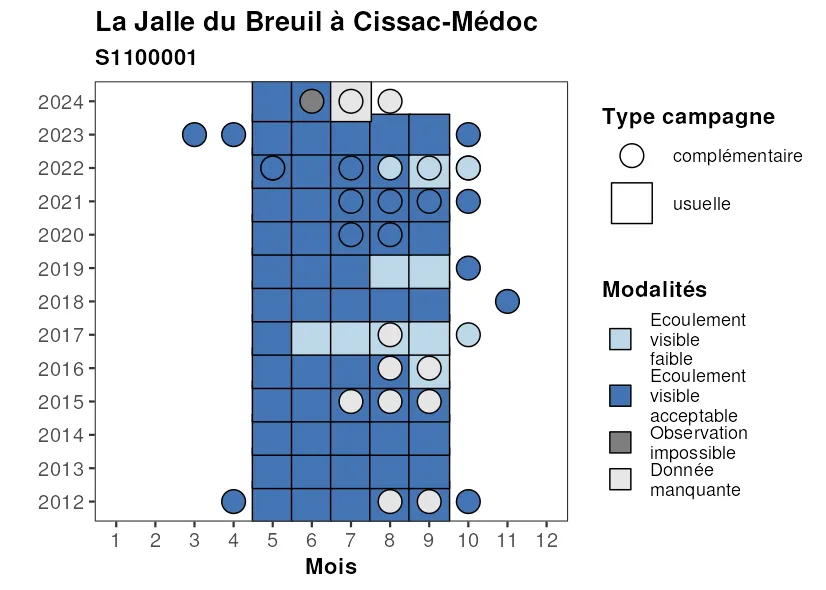 La Jalle du Breuil à Cissac-Médoc
S1100001
2024
2023
2022
2021
2020
2019
2018
2017
2016
2015
2014
2013
2012
1 2 3 4 5 6 7 8 9 10 11 12
Mois
Type campagne
complémentaire
usuelle
Modalités
Ecoulement
visible
faible
Ecoulement
visible
acceptable
Observation
impossible
Donnée
manquante